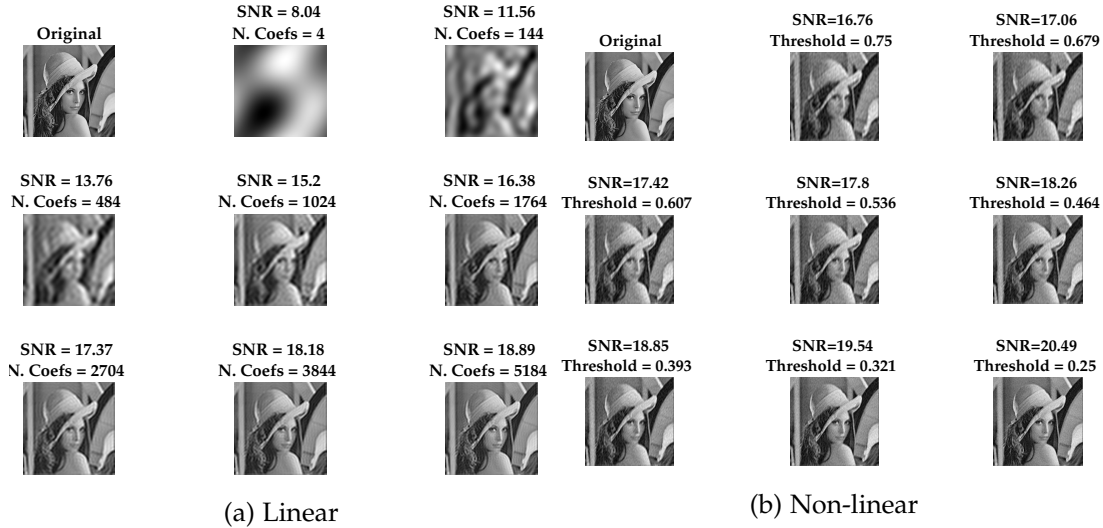 Original
SNR = 8.04
N. Coefs = 4
SNR = 11.56
N. Coefs = 144
SNR = 13.76
N. Coefs = 484
SNR = 15.2
N. Coefs = 1024
SNR = 16.38
N. Coefs = 1764
SNR = 17.37
N. Coefs = 2704
SNR = 18.18
N. Coefs = 3844
SNR = 18.89
N. Coefs = 5184
(a) Linear
Original
SNR=16.76
Threshold = 0.75
SNR=17.06
Threshold = 0.679
SNR=17.42
Threshold = 0.607
SNR=17.8
Threshold = 0.536
SNR=18.26
Threshold = 0.464
SNR=18.85
Threshold = 0.393
SNR=19.54
Threshold = 0.321
SNR=20.49
Threshold = 0.25
(b) Non-linear